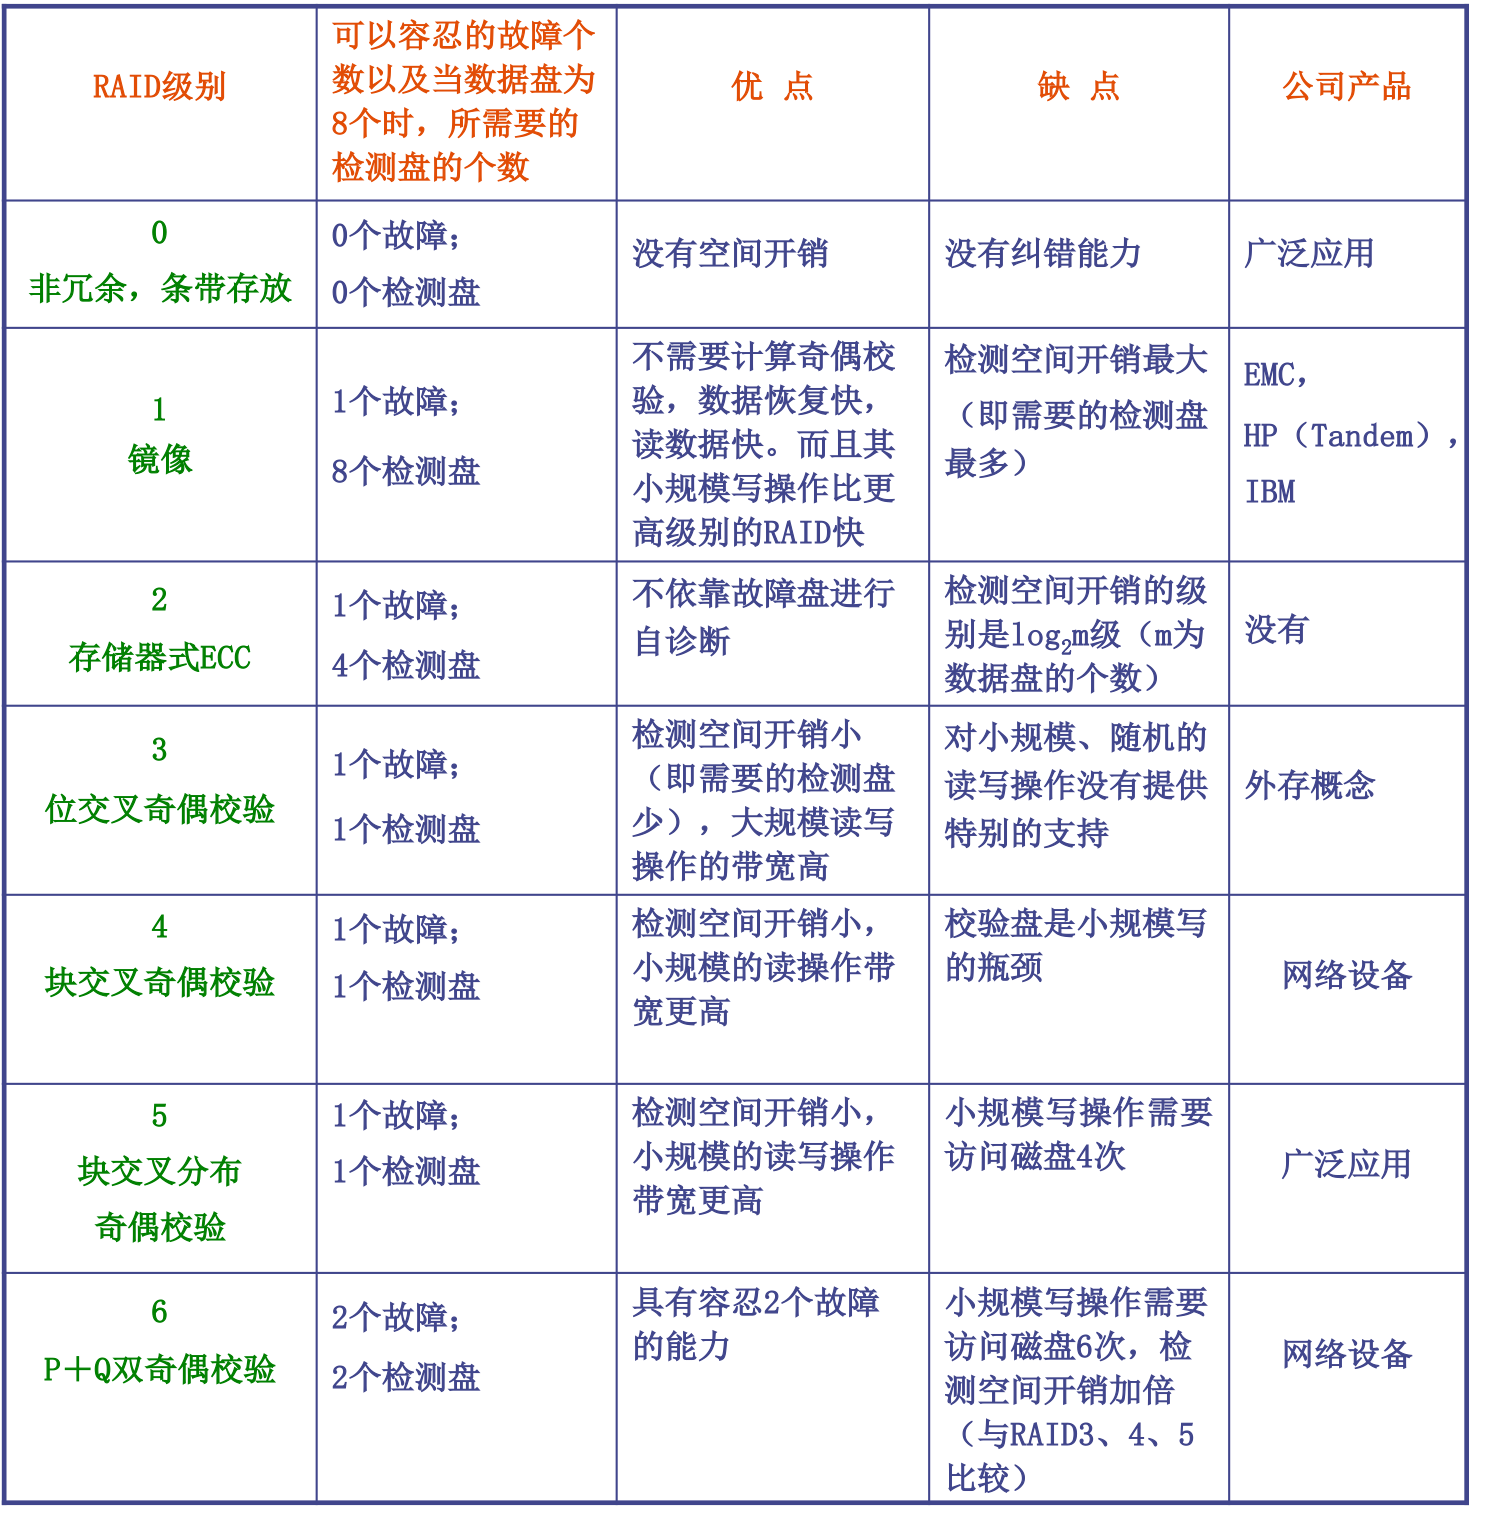 RAID级别
可以容忍的故障个
数以及当数据盘为
8个时，所需要的
检测盘的个数
优 点
缺 点
公司产品
0
非冗余，条带存放
0个故障；
0个检测盘
没有空间开销
没有纠错能力
广泛应用
1
镜像
1个故障；
8个检测盘
不需要计算奇偶校
验，数据恢复快，
读数据快。而且其
小规模写操作比更
高级别的RAID快
检测空间开销最大
（即需要的检测盘
最多）
EMC，
HP（Tandem），
IBM
2
存储器式ECC
1个故障；
4个检测盘
不依靠故障盘进行
自诊断
检测空间开销的级
别是log₂m级（m为
数据盘的个数）
没有
3
位交叉奇偶校验
1个故障；
1个检测盘
检测空间开销小
（即需要的检测盘
少），大规模读写
操作的带宽高
对小规模、随机的
读写操作没有提供
特别的支持
外存概念
4
块交叉奇偶校验
1个故障；
1个检测盘
检测空间开销小，
小规模的读操作带
宽更高
校验盘是小规模写
的瓶颈
网络设备
5
块交叉分布
奇偶校验
1个故障；
1个检测盘
检测空间开销小，
小规模的读写操作
带宽更高
小规模写操作需要
访问磁盘4次
广泛应用
6
P＋Q双奇偶校验
2个故障；
2个检测盘
具有容忍2个故障
的能力
小规模写操作需要
访问磁盘6次，检
测空间开销加倍
（与RAID3、4、5
比较）
网络设备